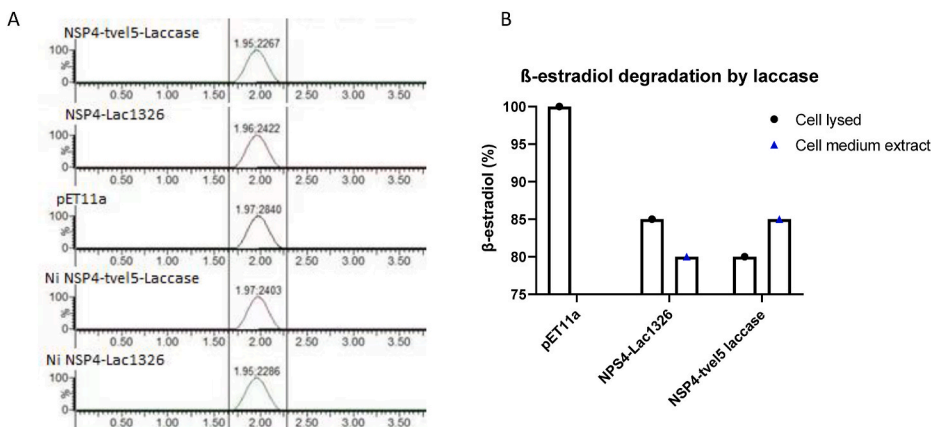 A
NSP4-tvel5-Laccase
1.95;2267
100
%
0
0.50 1.00 1.50 2.00 2.50 3.00 3.50
NSP4-Lac1326
1.96;2422
100
%
0
0.50 1.00 1.50 2.00 2.50 3.00 3.50
pET11a
1.97;2840
100
%
0
0.50 1.00 1.50 2.00 2.50 3.00 3.50
Ni NSP4-tvel5-Laccase
1.97;2403
100
%
0
0.50 1.00 1.50 2.00 2.50 3.00 3.50
Ni NSP4-Lac1326
1.95;2286
100
%
0
0.50 1.00 1.50 2.00 2.50 3.00 3.50
B
ß-estradiol degradation by laccase
Cell lysed
Cell medium extract
β-estradiol (%)
100
95
90
85
80
75
pET11a
NPS4-Lac1326
NSP4-tvel5 laccase